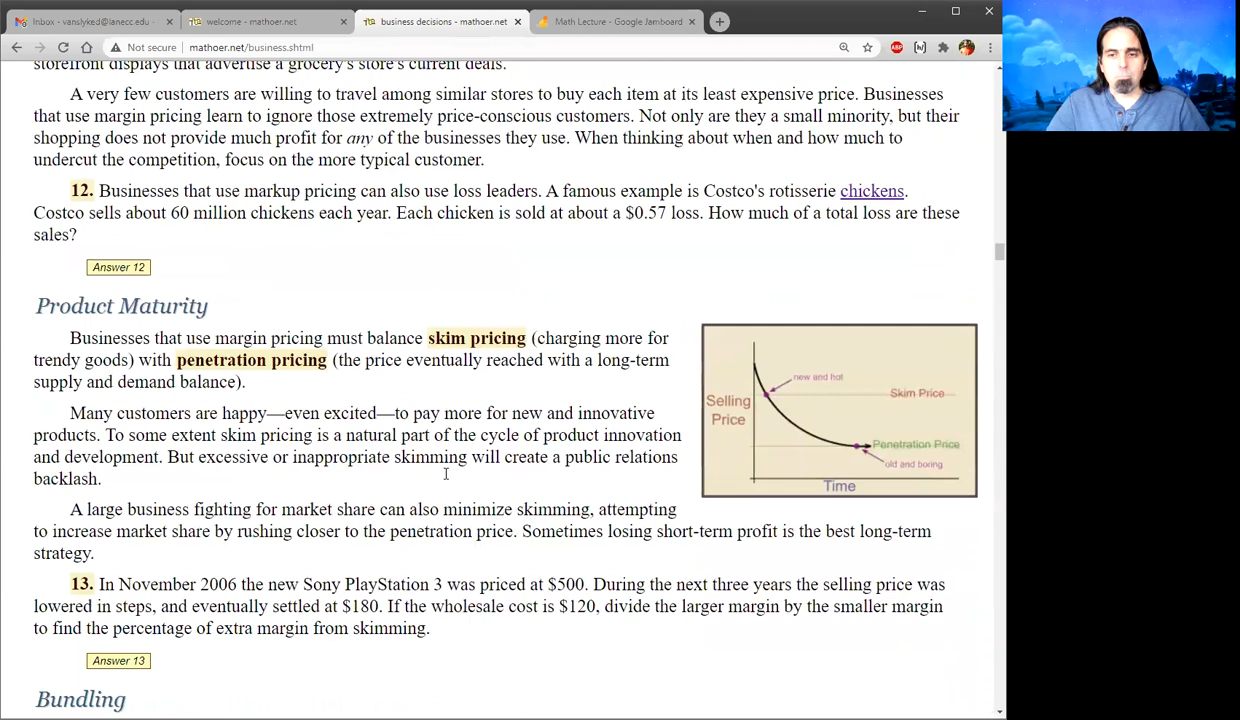 Inbox - vanslyked@lanecc.edu -
welcome - mathoer.net
business decisions - mathoer.net
Math Lecture - Google Jamboard
Not secure
mathoer.net/business.shtml
ABP
storefront displays that advertise a grocery's store's current deals.
A very few customers are willing to travel among similar stores to buy each item at its least expensive price. Businesses
that use margin pricing learn to ignore those extremely price-conscious customers. Not only are they a small minority, but their
shopping does not provide much profit for any of the businesses they use. When thinking about when and how much to
undercut the competition, focus on the more typical customer.
12. Businesses that use markup pricing can also use loss leaders. A famous example is Costco's rotisserie chickens.
Costco sells about 60 million chickens each year. Each chicken is sold at about a $0.57 loss. How much of a total loss are these
sales?
Answer 12
Product Maturity
Businesses that use margin pricing must balance skim pricing (charging more for
trendy goods) with penetration pricing (the price eventually reached with a long-term
supply and demand balance).
Many customers are happy—even excited—to pay more for new and innovative
products. To some extent skim pricing is a natural part of the cycle of product innovation
and development. But excessive or inappropriate skimming will create a public relations
backlash.
new and hot
Skim Price
Selling
Price
Penetration Price
old and boring
Time
A large business fighting for market share can also minimize skimming, attempting
to increase market share by rushing closer to the penetration price. Sometimes losing short-term profit is the best long-term
strategy.
13. In November 2006 the new Sony PlayStation 3 was priced at $500. During the next three years the selling price was
lowered in steps, and eventually settled at $180. If the wholesale cost is $120, divide the larger margin by the smaller margin
to find the percentage of extra margin from skimming.
Answer 13
Bundling